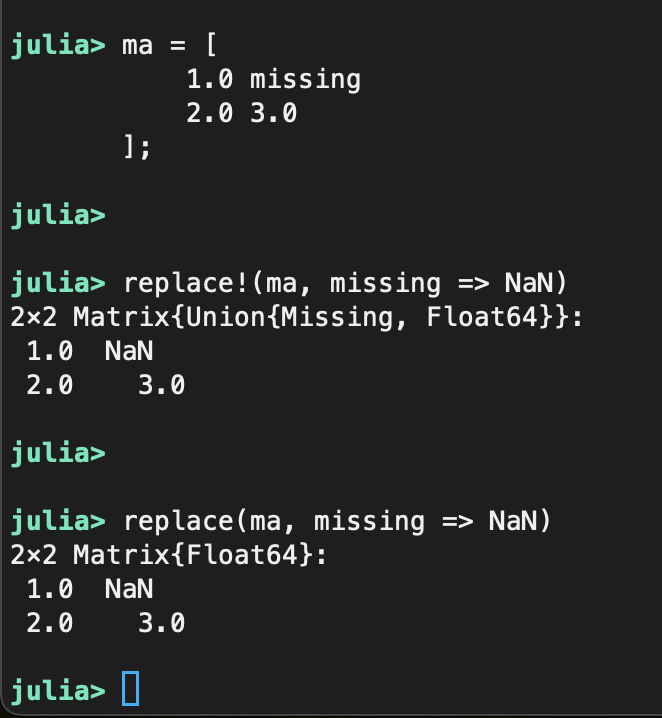 julia> ma = [
           1.0 missing
           2.0 3.0
       ];
julia>
julia> replace!(ma, missing => NaN)
2×2 Matrix{Union{Missing, Float64}}:
 1.0  NaN
 2.0    3.0
julia>
julia> replace(ma, missing => NaN)
2×2 Matrix{Float64}:
 1.0  NaN
 2.0    3.0
julia>